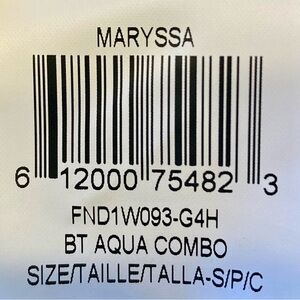 MARYSSA
6 12000 75482 3
FND1W093-G4H
BT AQUA COMBO
SIZE/TAILLE/TALLA-S/P/C